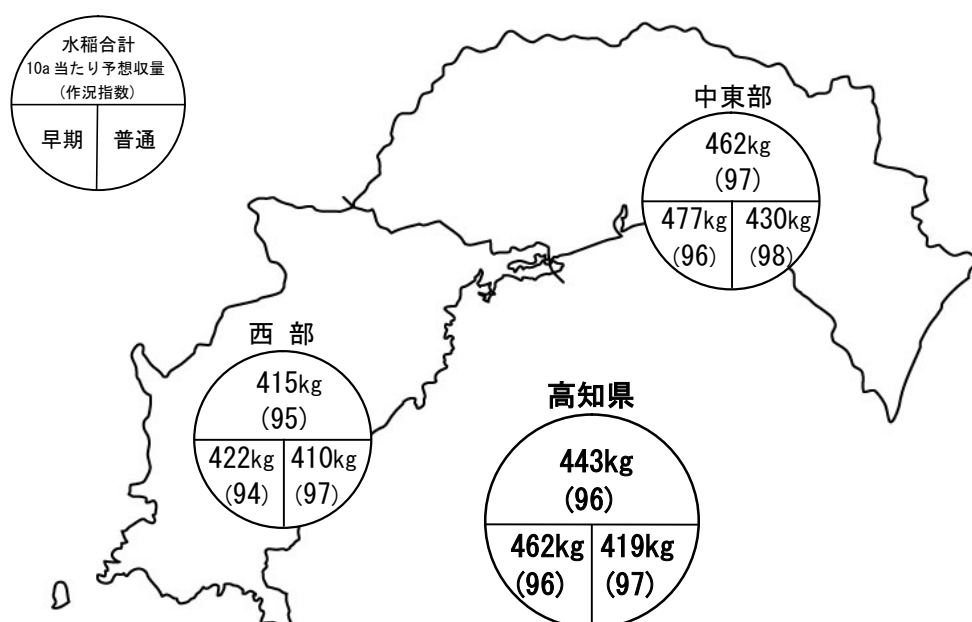 水稲合計
10a当たり予想収量
(作況指数)
早期 普通
中東部
462kg
(97)
477kg 430kg
(96) (98)
西 部
415kg
(95)
422kg 410kg
(94) (97)
高知県
443kg
(96)
462kg 419kg
(96) (97)